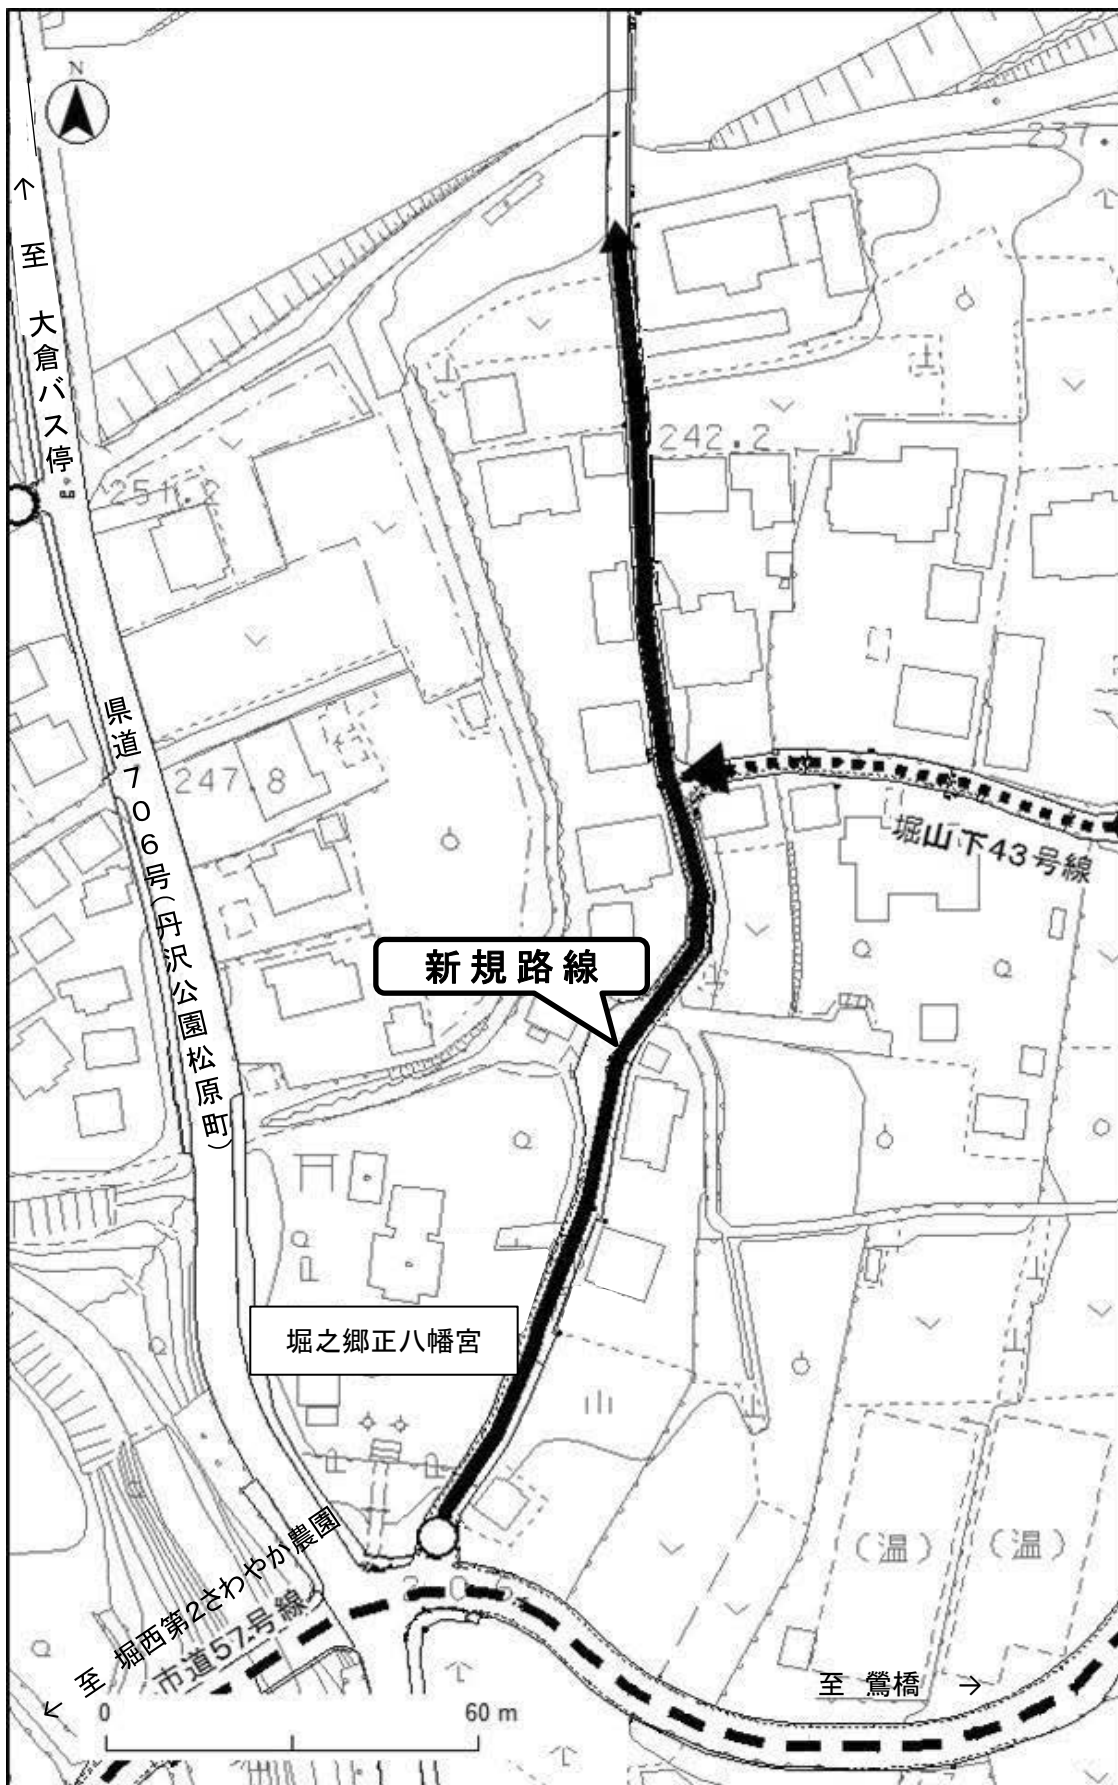 N
↑ 至 大倉バス停
237
242.2
247.8
県道706号(丹沢公園松原町)
堀山下43号線
新規路線
堀之郷正八幡宮
(温)
(温)
← 至 堀西第2さわやか農園
市道57号線
至 鶯橋 →
0 60 m